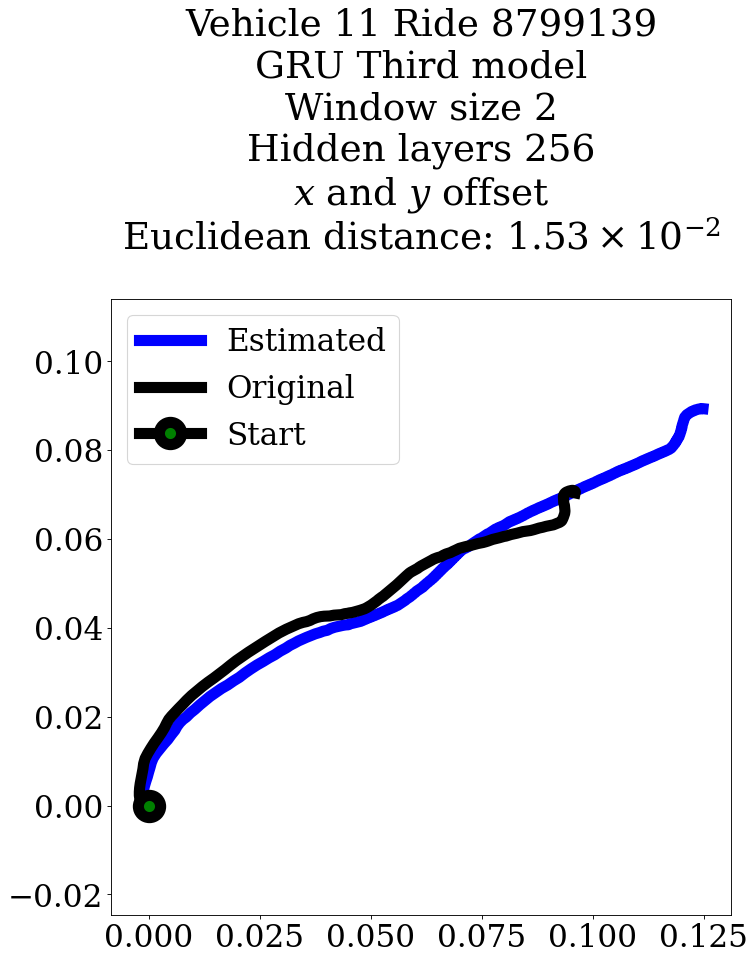 Vehicle 11 Ride 8799139
GRU Third model
Window size 2
Hidden layers 256
x and y offset
Euclidean distance: 1.53 × 10⁻²
Estimated
Original
Start
0.10
0.08
0.06
0.04
0.02
0.00
−0.02
0.000 0.025 0.050 0.075 0.100 0.125